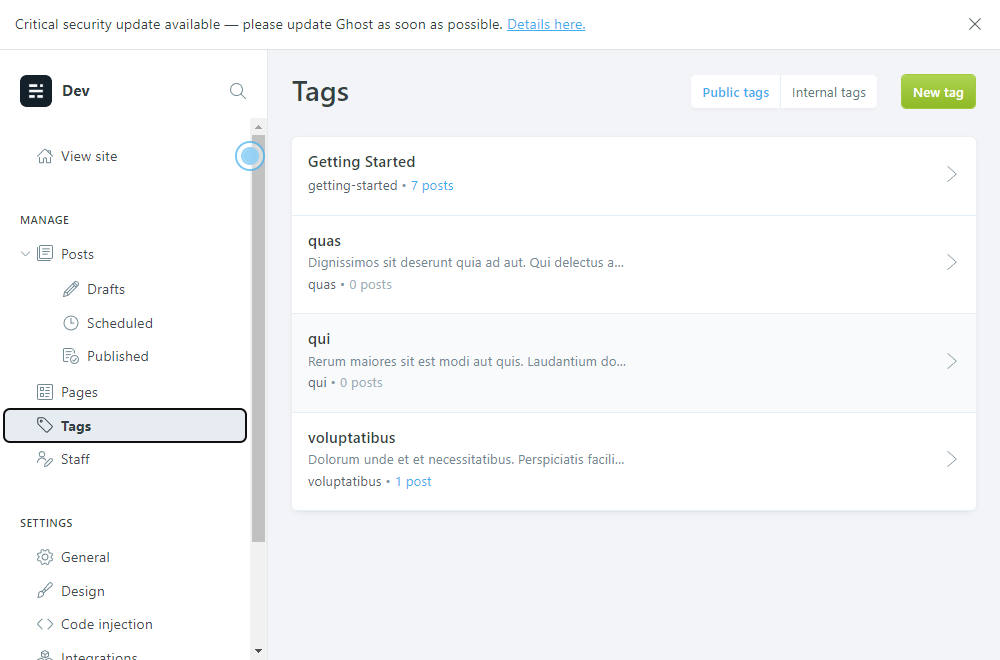 Critical security update available — please update Ghost as soon as possible. Details here.
Dev
View site
MANAGE
Posts
Drafts
Scheduled
Published
Pages
Tags
Staff
SETTINGS
General
Design
Code injection
Integrations
Tags
Public tags
Internal tags
New tag
Getting Started
getting-started • 7 posts
quas
Dignissimos sit deserunt quia ad aut. Qui delectus a...
quas • 0 posts
qui
Rerum maiores sit est modi aut quis. Laudantium do...
qui • 0 posts
voluptatibus
Dolorum unde et et necessitatibus. Perspiciatis facili...
voluptatibus • 1 post